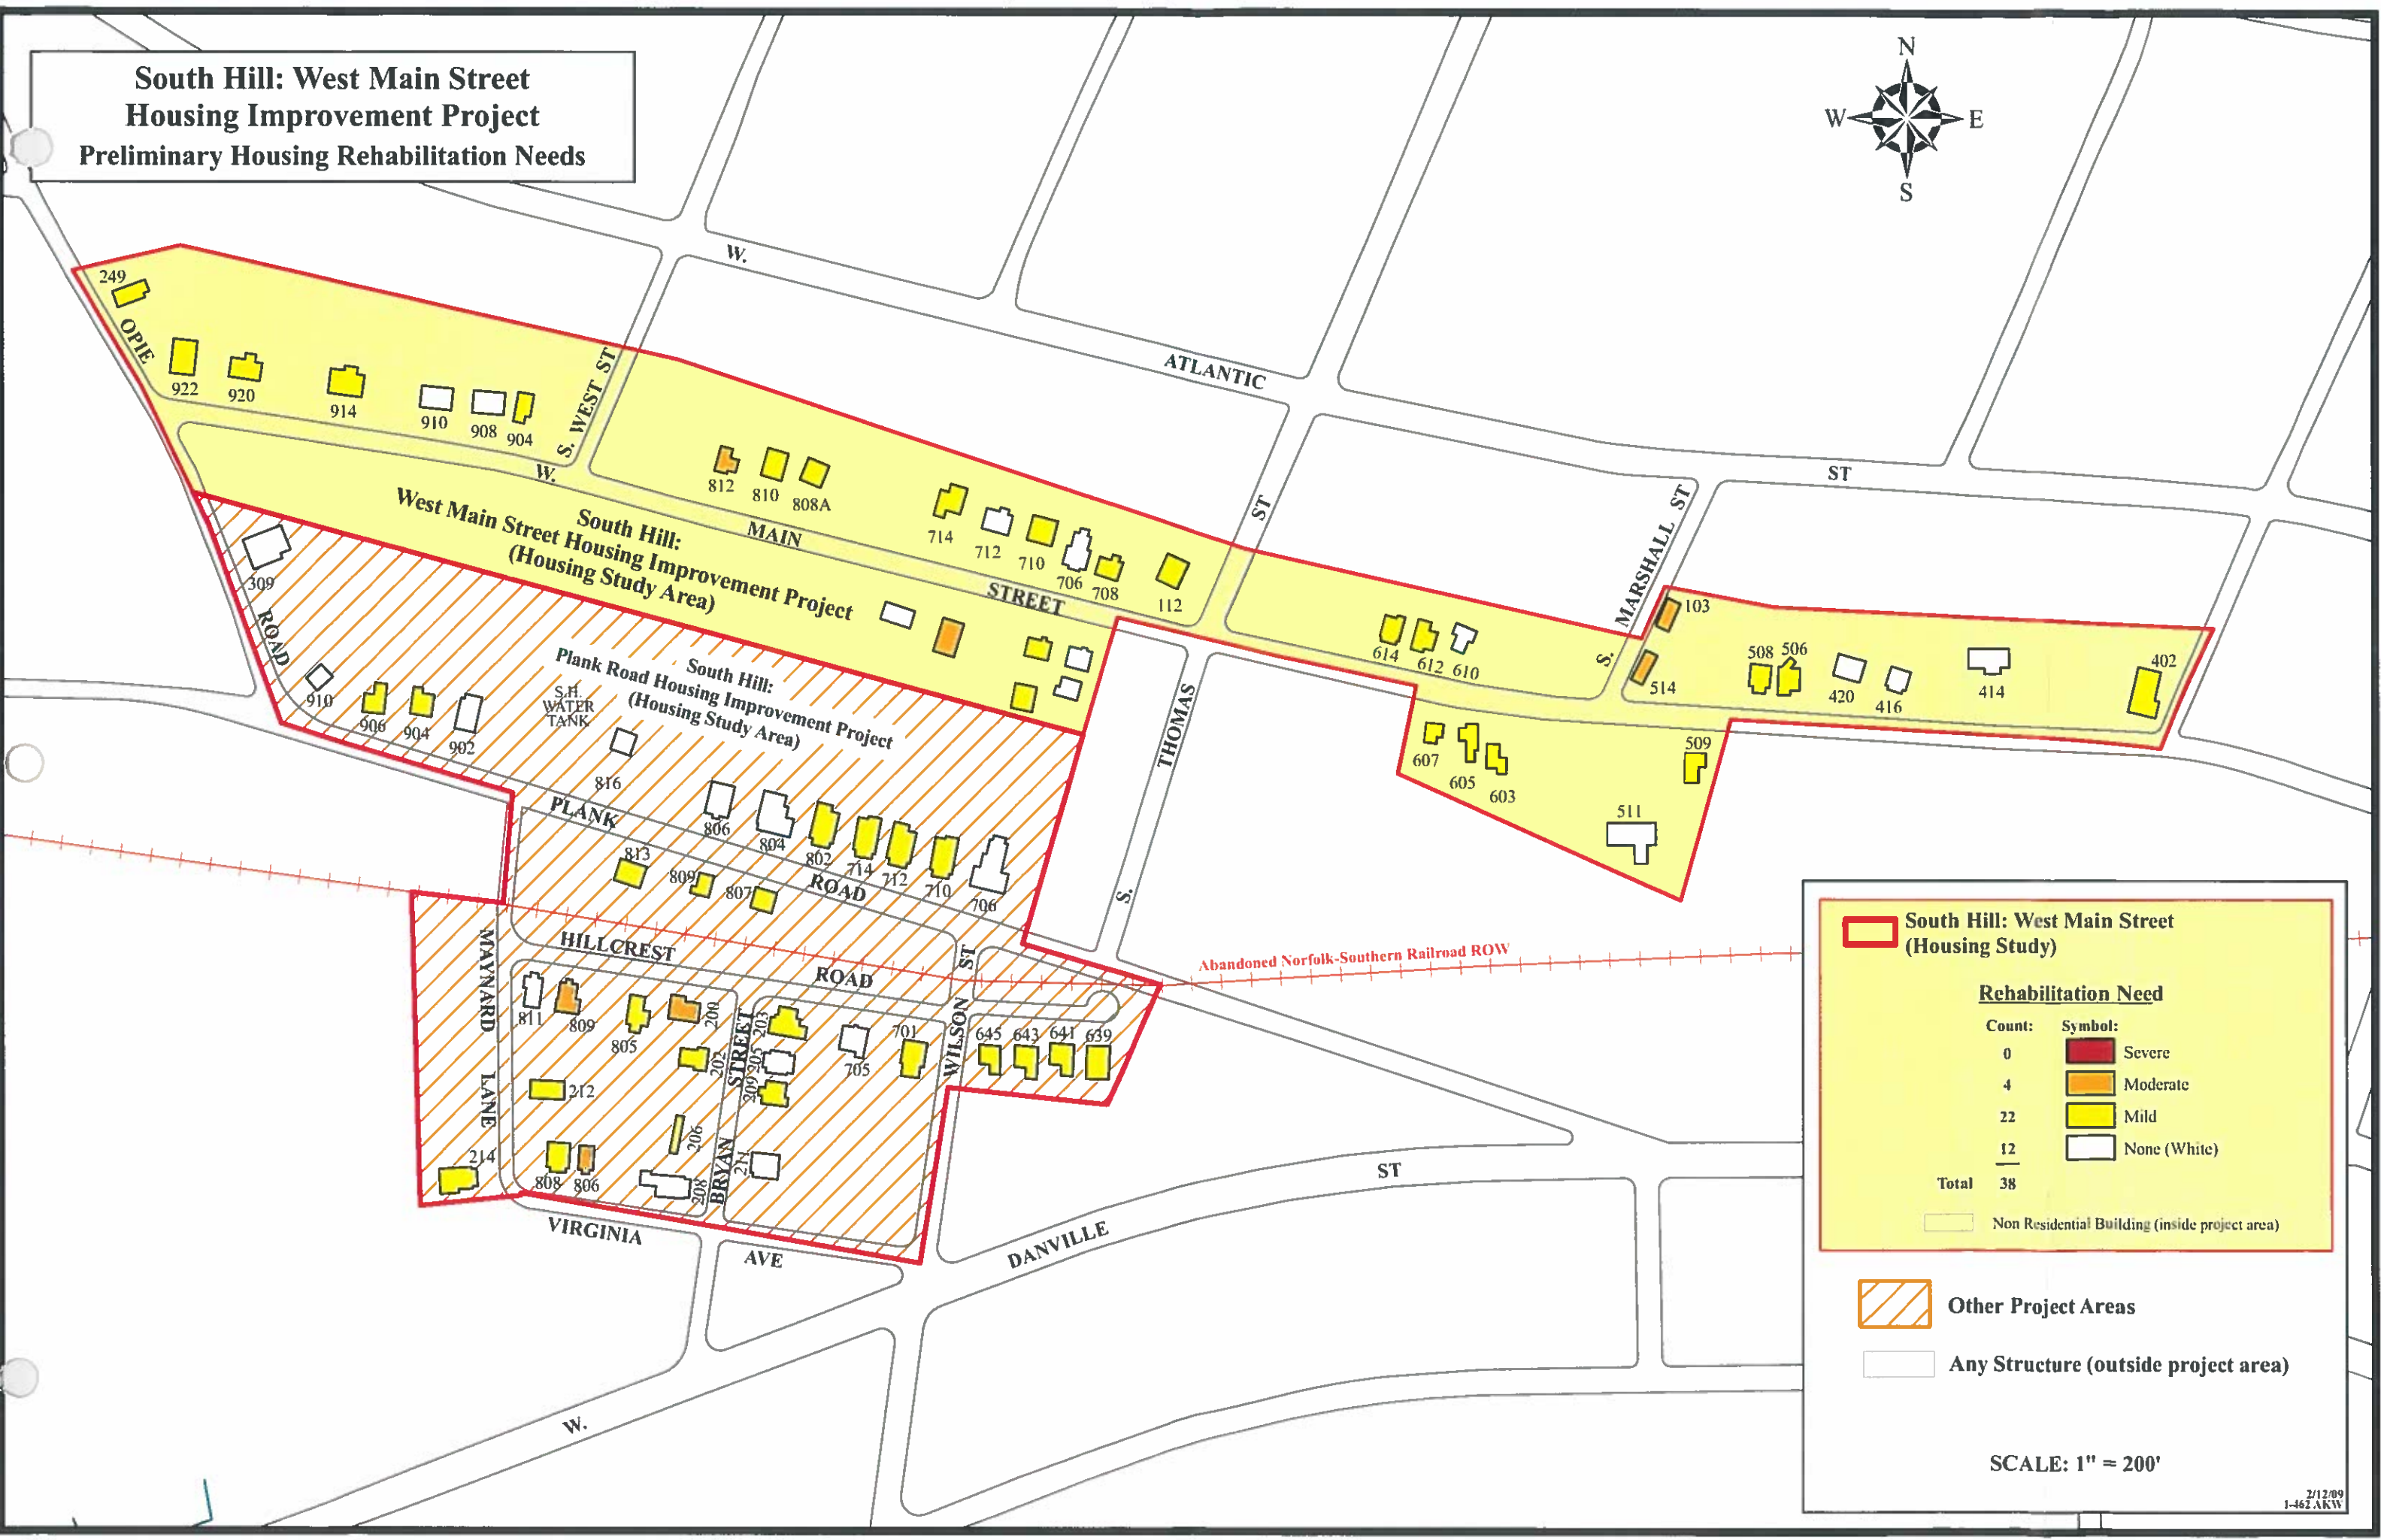 South Hill: West Main Street
Housing Improvement Project
Preliminary Housing Rehabilitation Needs
N
W
E
S
W.
ATLANTIC
ST
249
OPIE
922
920
914
910
908
904
S. WEST ST
W.
MAIN
STREET
812
810
808A
714
712
710
706
708
112
ST
South Hill:
West Main Street Housing Improvement Project
(Housing Study Area)
614
612
610
S.
MARSHALL ST
103
514
508
506
420
416
414
402
607
605
603
509
511
309
ROAD
910
906
904
902
S.H.
WATER
TANK
816
South Hill:
Plank Road Housing Improvement Project
(Housing Study Area)
THOMAS
S.
806
804
802
714
712
710
706
PLANK
ROAD
813
809
807
HILLCREST
ROAD
ST
WILSON
Abandoned Norfolk-Southern Railroad ROW
MAYNARD
LANE
811
809
805
200
202
203
205
209
STREET
BRYAN
705
701
645
643
641
639
212
206
214
808
806
208
211
VIRGINIA
AVE
DANVILLE
ST
W.
South Hill: West Main Street
(Housing Study)
Rehabilitation Need
Count: Symbol:
0 Severe
4 Moderate
22 Mild
12 None (White)
Total 38
Non Residential Building (inside project area)
Other Project Areas
Any Structure (outside project area)
SCALE: 1" = 200'
2/12/09
1-462 AKW